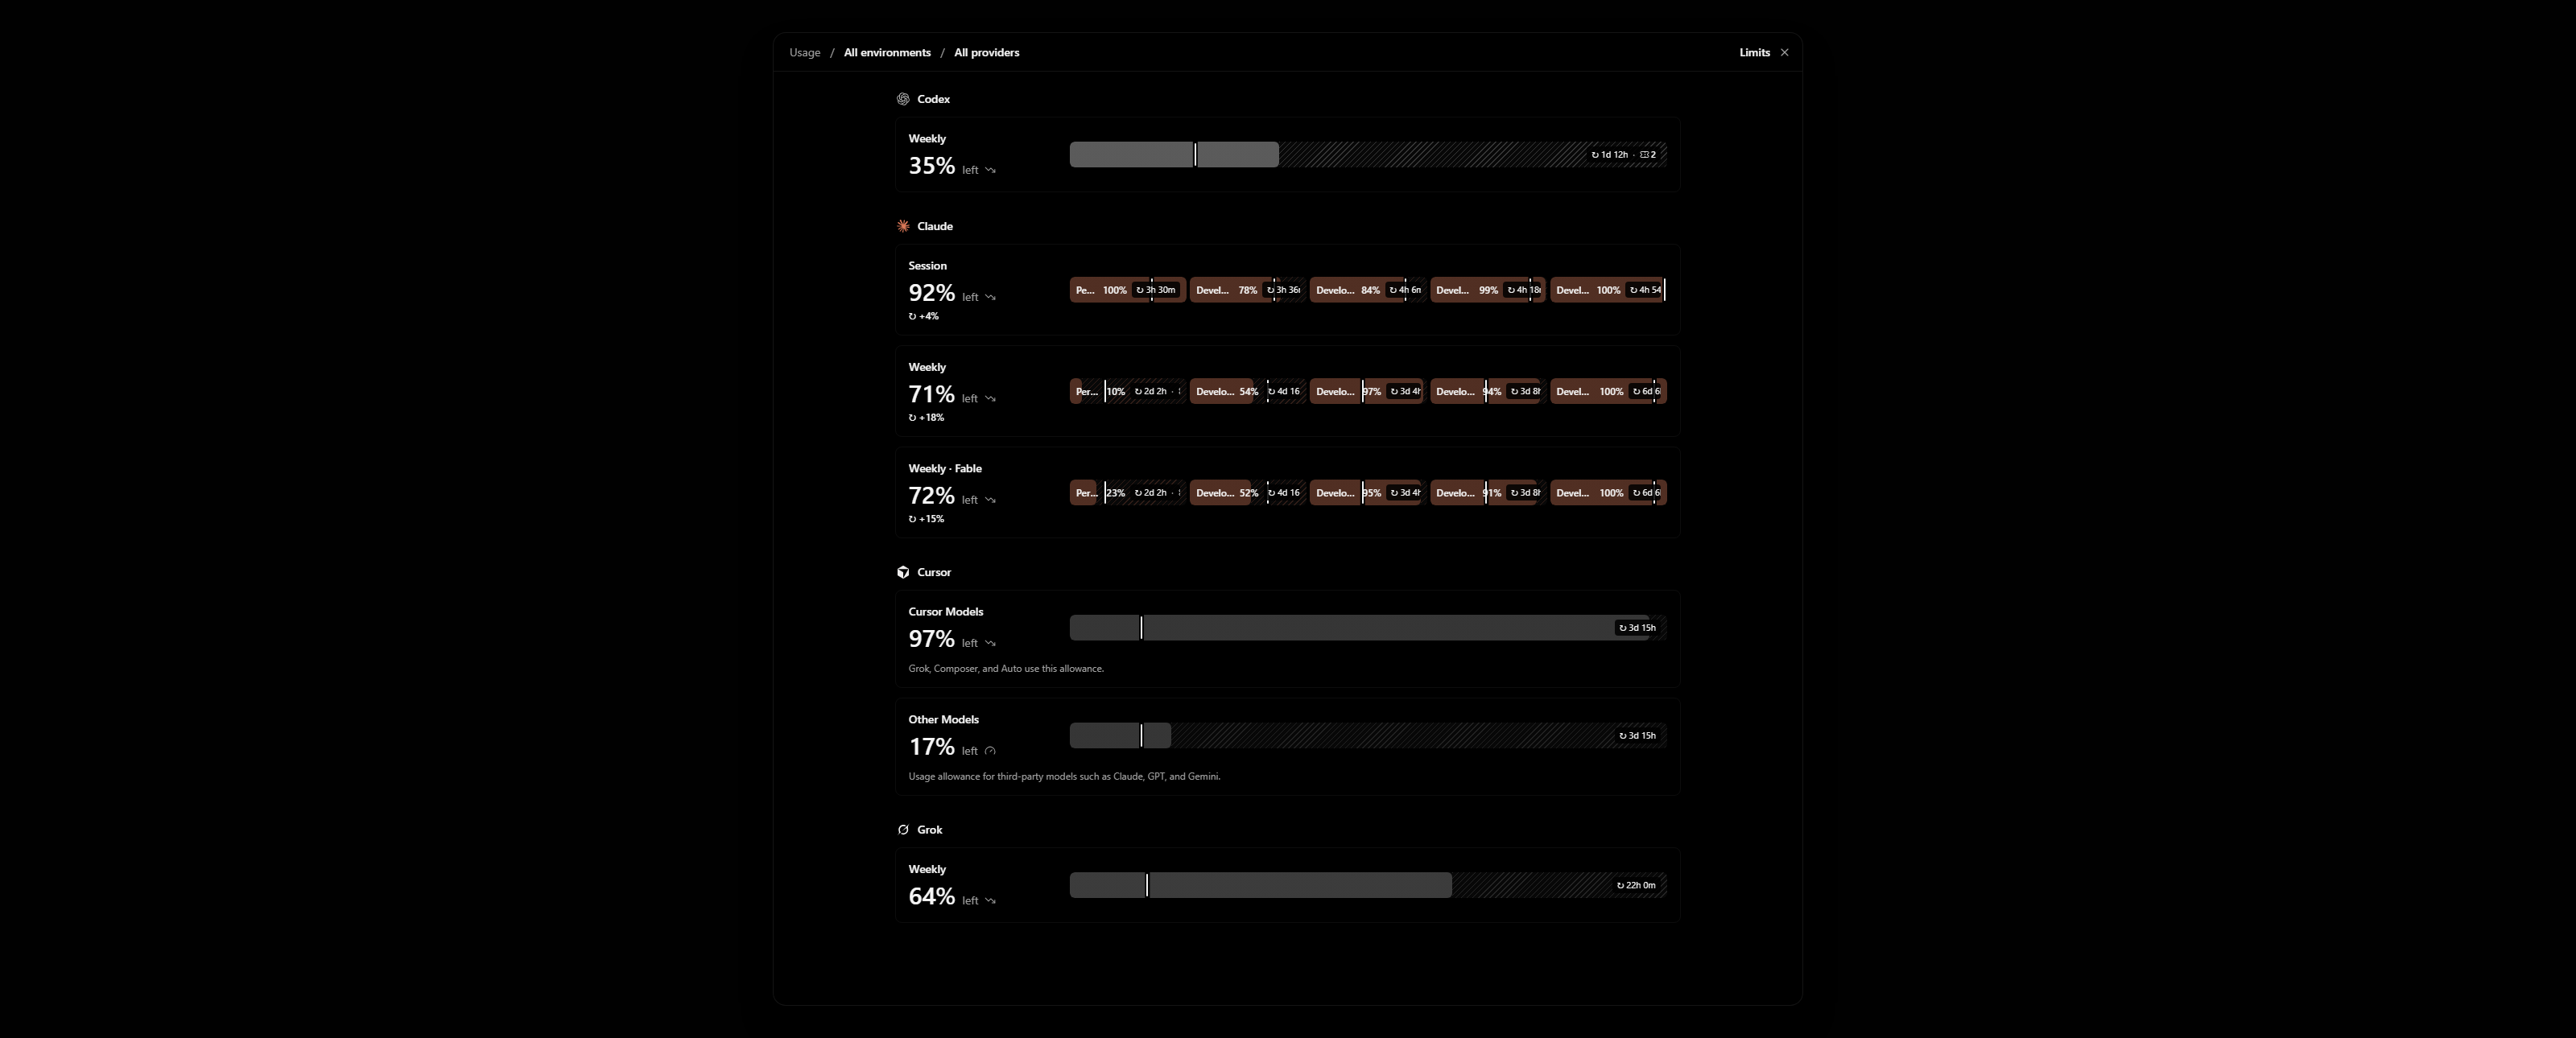 Usage / All environments / All providers
Limits
Codex
Weekly
35% left
1d 12h · 2
Claude
Session
92% left
+4%
Pe... 100% 3h 30m
Devel... 78% 3h 36
Develo... 84% 4h 6
Devel... 99% 4h 18
Devel... 100% 4h 54
Weekly
71% left
+18%
Per... 10% 2d 2h ·
Develo... 54% 4d 16
Develo... 97% 3d 4h
Develo... 94% 3d 8h
Devel... 100% 6d 6
Weekly · Fable
72% left
+15%
Per... 23% 2d 2h ·
Develo... 52% 4d 16
Develo... 95% 3d 4h
Develo... 91% 3d 8h
Devel... 100% 6d 6
Cursor
Cursor Models
97% left
3d 15h
Grok, Composer, and Auto use this allowance.
Other Models
17% left
3d 15h
Usage allowance for third-party models such as Claude, GPT, and Gemini.
Grok
Weekly
64% left
22h 0m